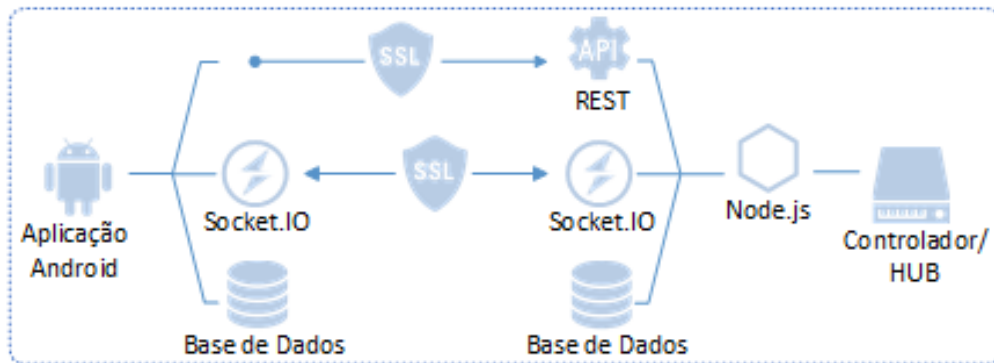 SSL
API
REST
SSL
Socket.IO
Socket.IO
Node.js
Aplicação
Android
Controlador/
HUB
Base de Dados
Base de Dados